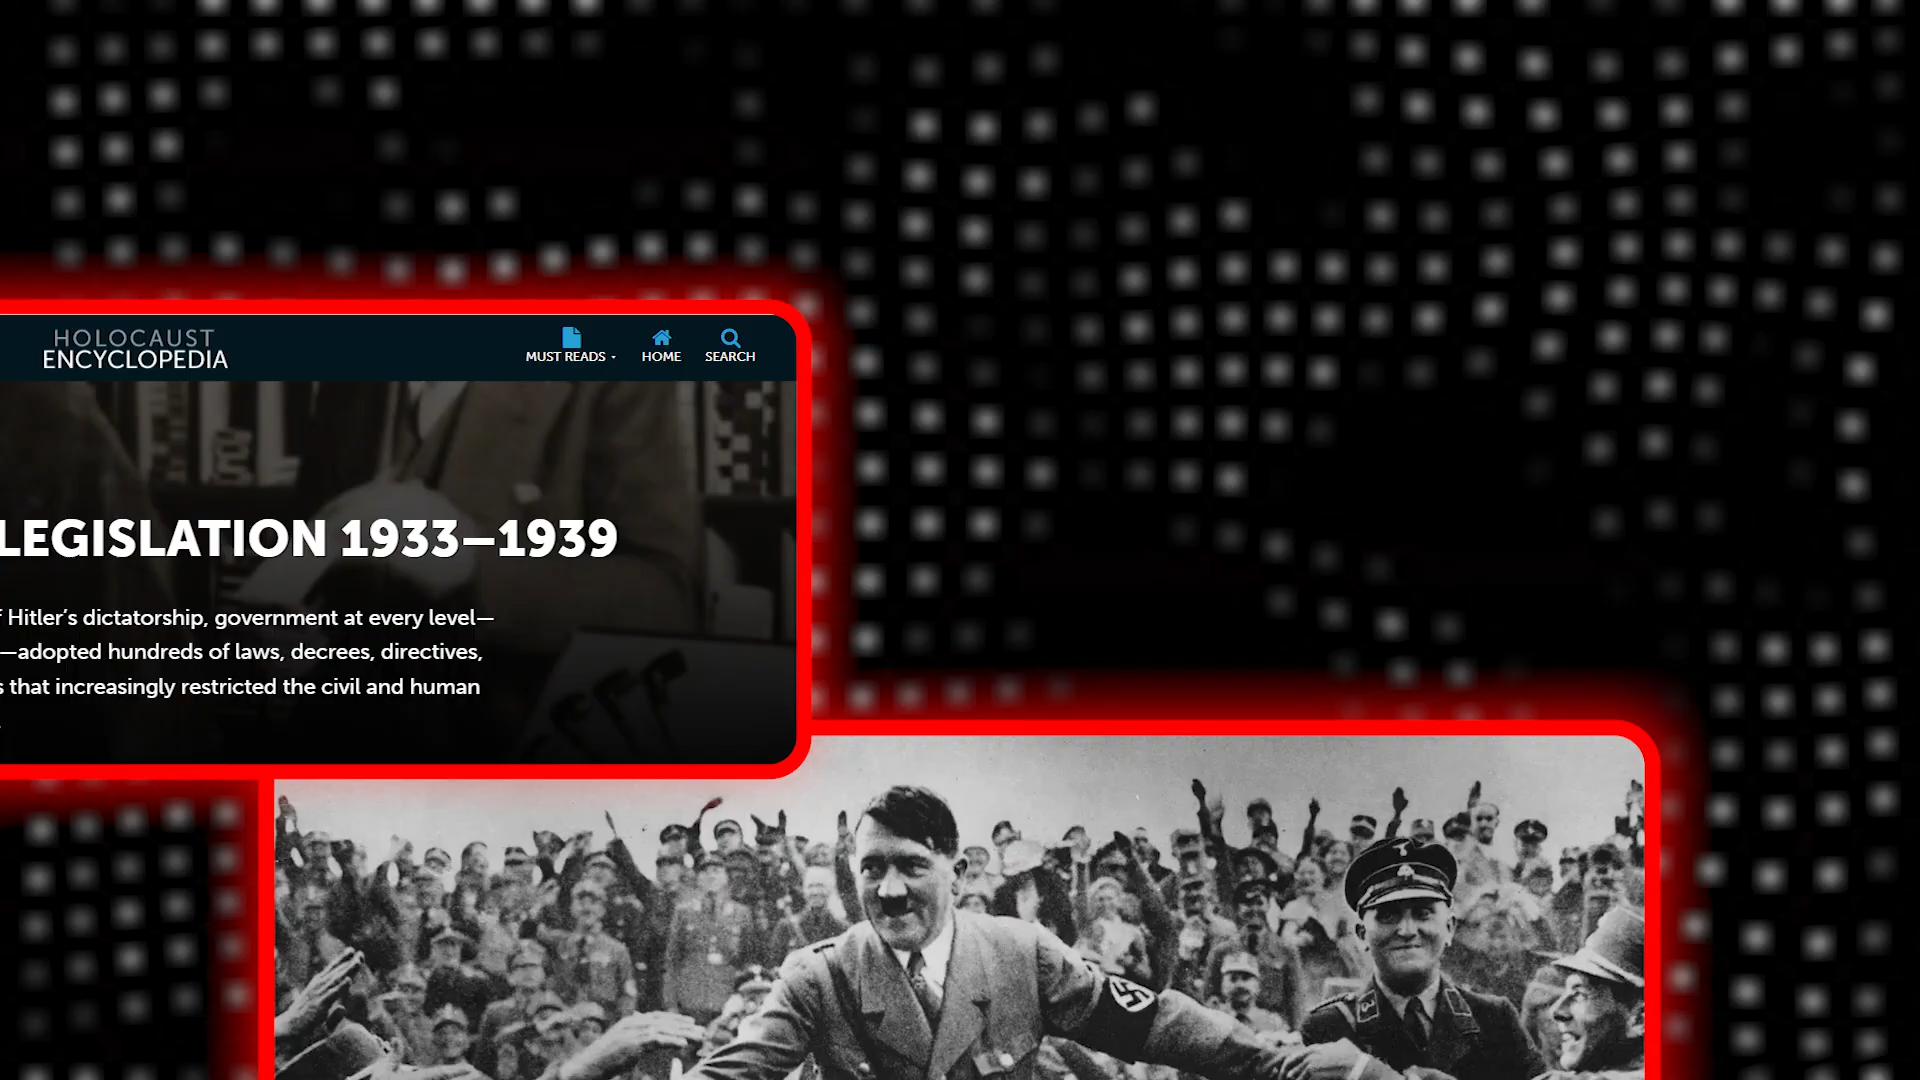 HOLOCAUST
ENCYCLOPEDIA
MUST READS
HOME
SEARCH
LEGISLATION 1933–1939
Hitler's dictatorship, government at every level—
—adopted hundreds of laws, decrees, directives,
that increasingly restricted the civil and human